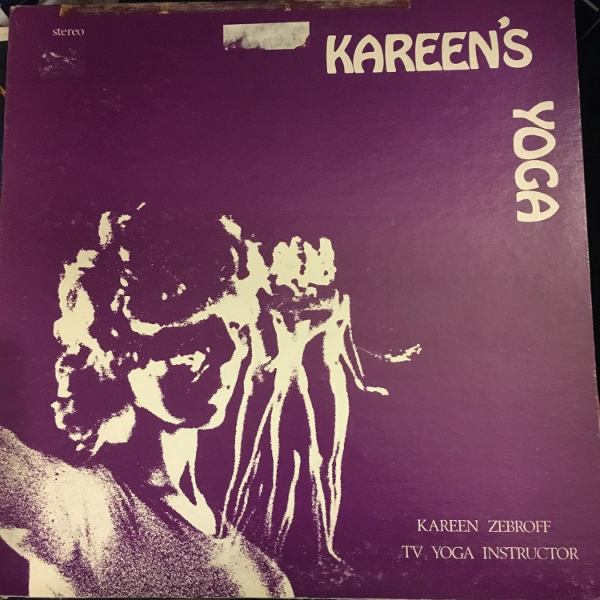 stereo
KAREEN'S
YOGA
KAREEN ZEBROFF
TV YOGA INSTRUCTOR